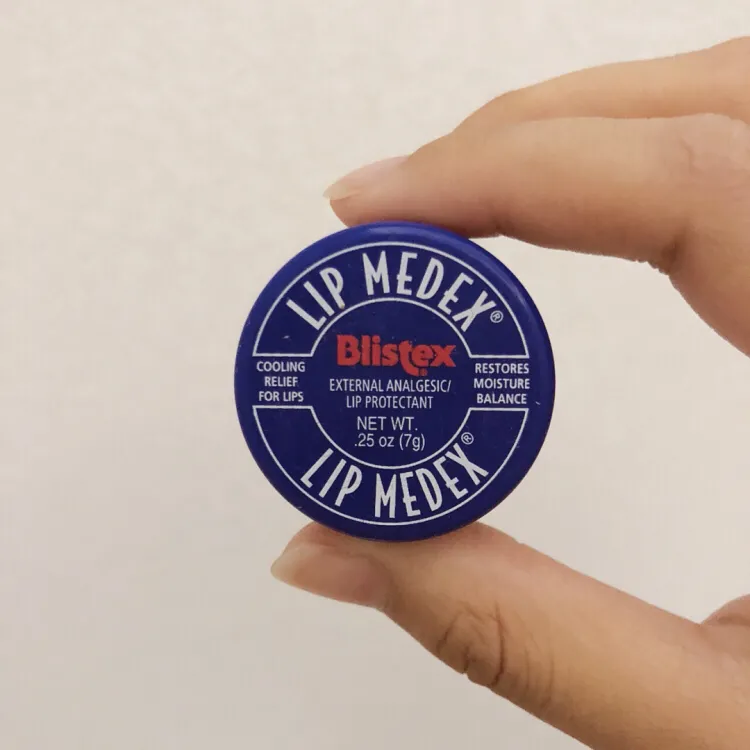 LIP MEDEX®
Blistex®
EXTERNAL ANALGESIC/
LIP PROTECTANT
NET WT.
.25 oz (7g)
COOLING
RELIEF
FOR LIPS
RESTORES
MOISTURE
BALANCE
LIP MEDEX®